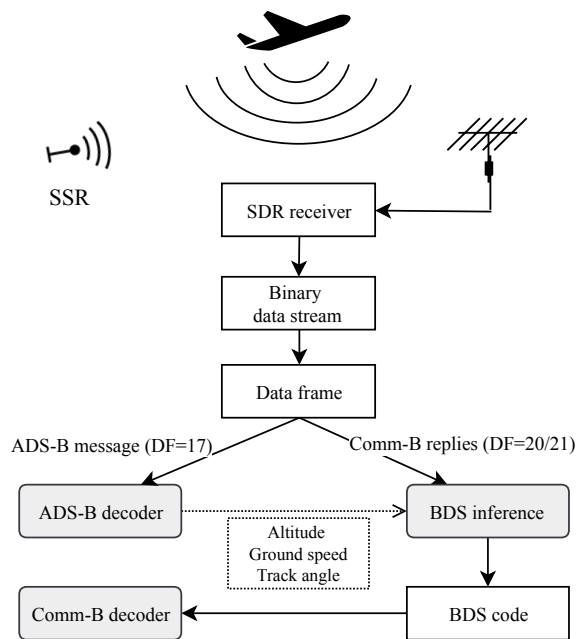 SSR
SDR receiver
Binary
data stream
Data frame
ADS-B message (DF=17)
Comm-B replies (DF=20/21)
ADS-B decoder
BDS inference
Altitude
Ground speed
Track angle
Comm-B decoder
BDS code